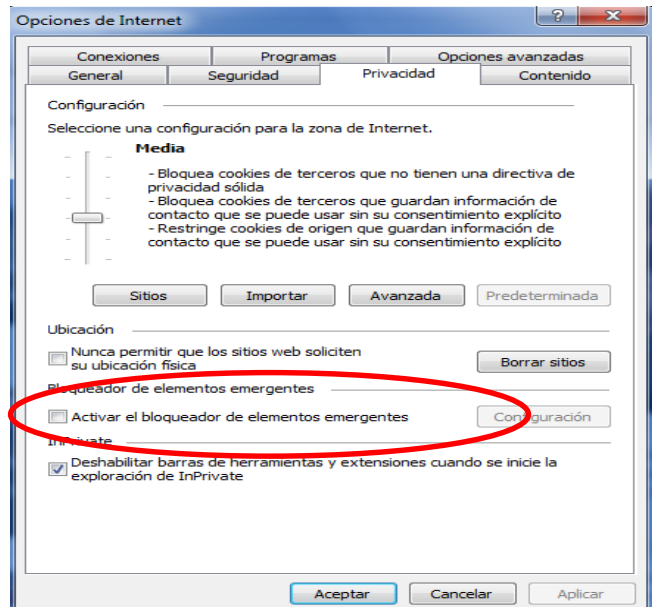 Opciones de Internet
Conexiones Programas Opciones avanzadas
General Seguridad Privacidad Contenido
Configuración
Seleccione una configuración para la zona de Internet.
Media
- Bloquea cookies de terceros que no tienen una directiva de
privacidad sólida
- Bloquea cookies de terceros que guardan información de
contacto que se puede usar sin su consentimiento explícito
- Restringe cookies de origen que guardan información de
contacto que se puede usar sin su consentimiento explícito
Sitios Importar Avanzada Predeterminada
Ubicación
Nunca permitir que los sitios web soliciten
su ubicación física
Borrar sitios
Bloqueador de elementos emergentes
Activar el bloqueador de elementos emergentes Configuración
InPrivate
Deshabilitar barras de herramientas y extensiones cuando se inicie la
exploración de InPrivate
Aceptar Cancelar Aplicar